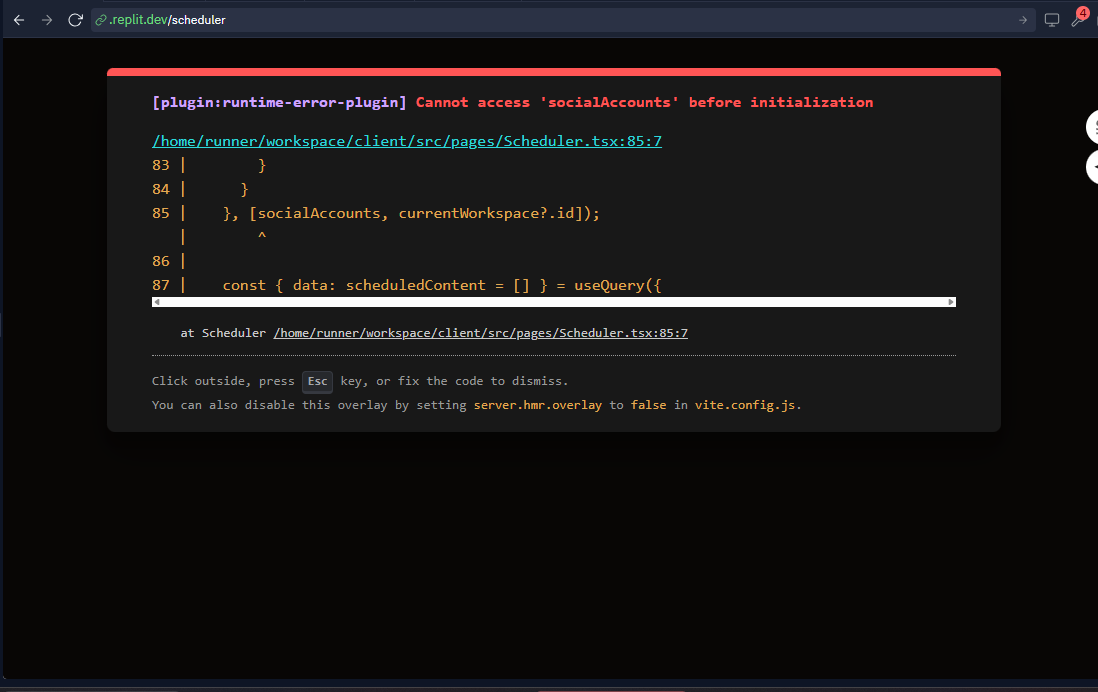 .replit.dev/scheduler
4
[plugin:runtime-error-plugin] Cannot access 'socialAccounts' before initialization
/home/runner/workspace/client/src/pages/Scheduler.tsx:85:7
83 |        }
84 |      }
85 |    }, [socialAccounts, currentWorkspace?.id]);
   |        ^
86 |
87 |    const { data: scheduledContent = [] } = useQuery({
at Scheduler /home/runner/workspace/client/src/pages/Scheduler.tsx:85:7
Click outside, press Esc key, or fix the code to dismiss.
You can also disable this overlay by setting server.hmr.overlay to false in vite.config.js.